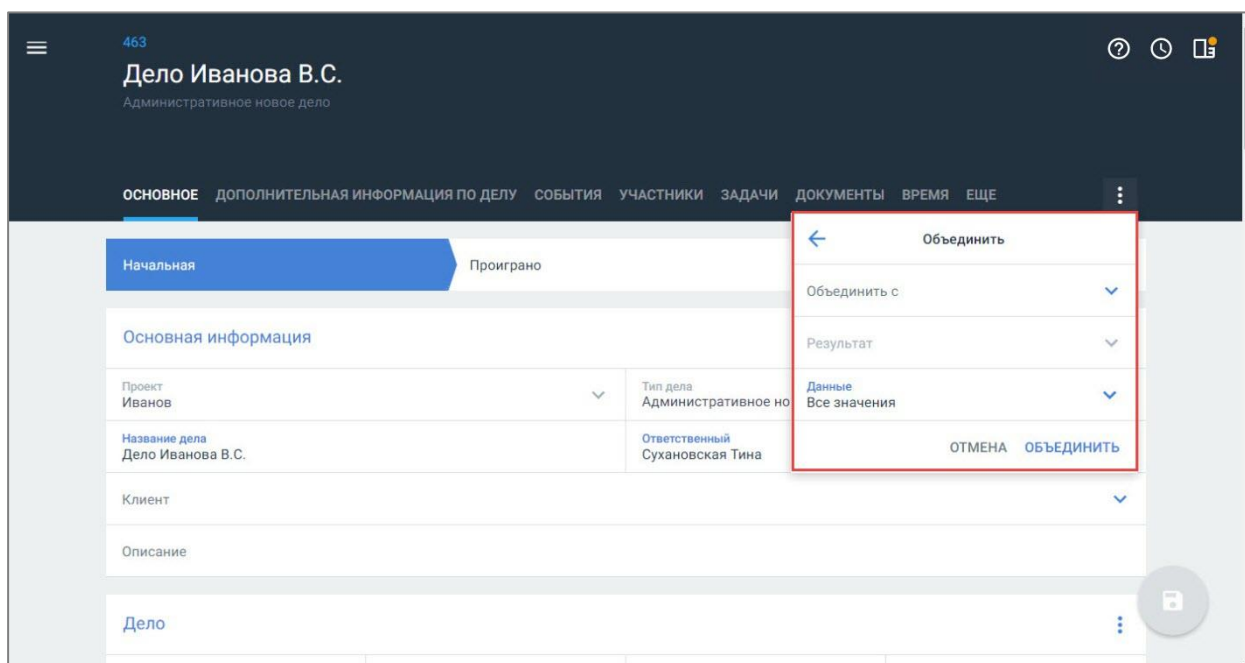 463
Дело Иванова В.С.
Административное новое дело
ОСНОВНОЕ ДОПОЛНИТЕЛЬНАЯ ИНФОРМАЦИЯ ПО ДЕЛУ СОБЫТИЯ УЧАСТНИКИ ЗАДАЧИ ДОКУМЕНТЫ ВРЕМЯ ЕЩЕ
Начальная
Проиграно
Объединить
Объединить с
Результат
Данные
Все значения
ОТМЕНА ОБЪЕДИНИТЬ
Основная информация
Проект
Иванов
Тип дела
Административное но
Название дела
Дело Иванова В.С.
Ответственный
Сухановская Тина
Клиент
Описание
Дело